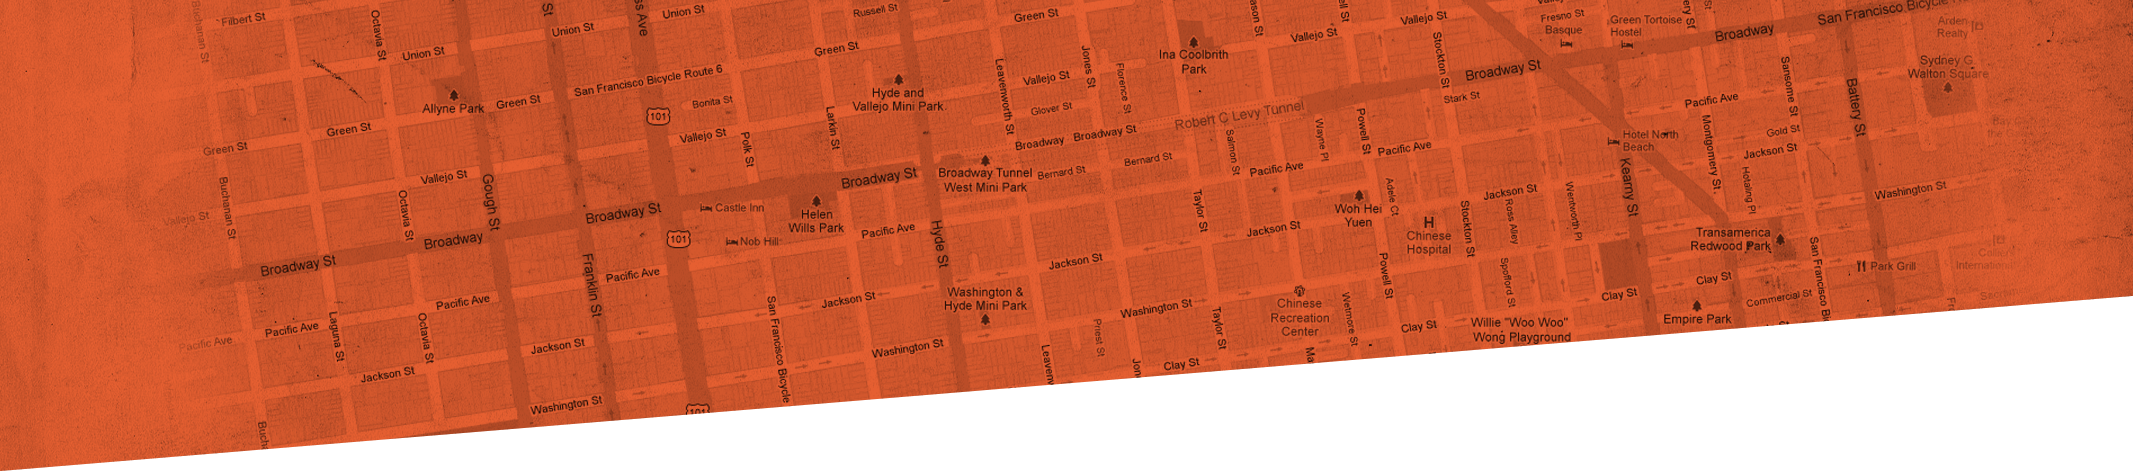 Filbert St
Buchanan St
Octavia St
Union St
Union St
St
ss Ave
Union St
Russell St
Green St
Green St
Vallejo St
Vallejo St
Stockton St
Fresno St
Basque
Green Tortoise
Hostel
Broadway
San Francisco Bicycle
Arden
Realty
Ina Coolbrith
Park
Jones St
Florence St
Leavenworth St
Vallejo St
Glover St
Hyde and
Vallejo Mini Park
San Francisco Bicycle Route 6
Allyne Park
Green St
Green St
Green St
101
Bonita St
Vallejo St
Polk St
Larkin St
Robert C Levy Tunnel
Broadway St
Stark St
Sansome St
Battery St
Sydney G
Walton Square
Pacific Ave
Gold St
Jackson St
Montgomery St
Hotaling Pl
Hotel North
Beach
Kearny St
Washington St
Broadway
Broadway St
Bernard St
Bernard St
Salmon St
Wayne Pl
Powell St
Pacific Ave
Pacific Ave
Broadway Tunnel
West Mini Park
Broadway St
Vallejo St
Vallejo St
Buchanan St
Octavia St
Gough St
Broadway St
Castle Inn
Helen
Wills Park
Nob Hill
101
Broadway
Broadway St
Pacific Ave
Hyde St
Taylor St
Woh Hei
Yuen
Adele Ct
H
Chinese
Hospital
Stockton St
Jackson St
Ross Alley
Wentworth Pl
Transamerica
Redwood Park
San Francisco Bi
Park Grill
Jackson St
Jackson St
Franklin St
Pacific Ave
Pacific Ave
Pacific Ave
Pacific Ave
Laguna St
Octavia St
Jackson St
Jackson St
Jackson St
San Francisco Bicycle
Washington &
Hyde Mini Park
Washington St
Washington St
Washington St
Priest St
Taylor St
Chinese
Recreation
Center
Wetmore St
Powell St
Spofford St
Clay St
Clay St
Clay St
Clay St
Commercial St
Empire Park
Willie "Woo Woo"
Wong Playground
Leavenw
Jon
Ma
101
Buch